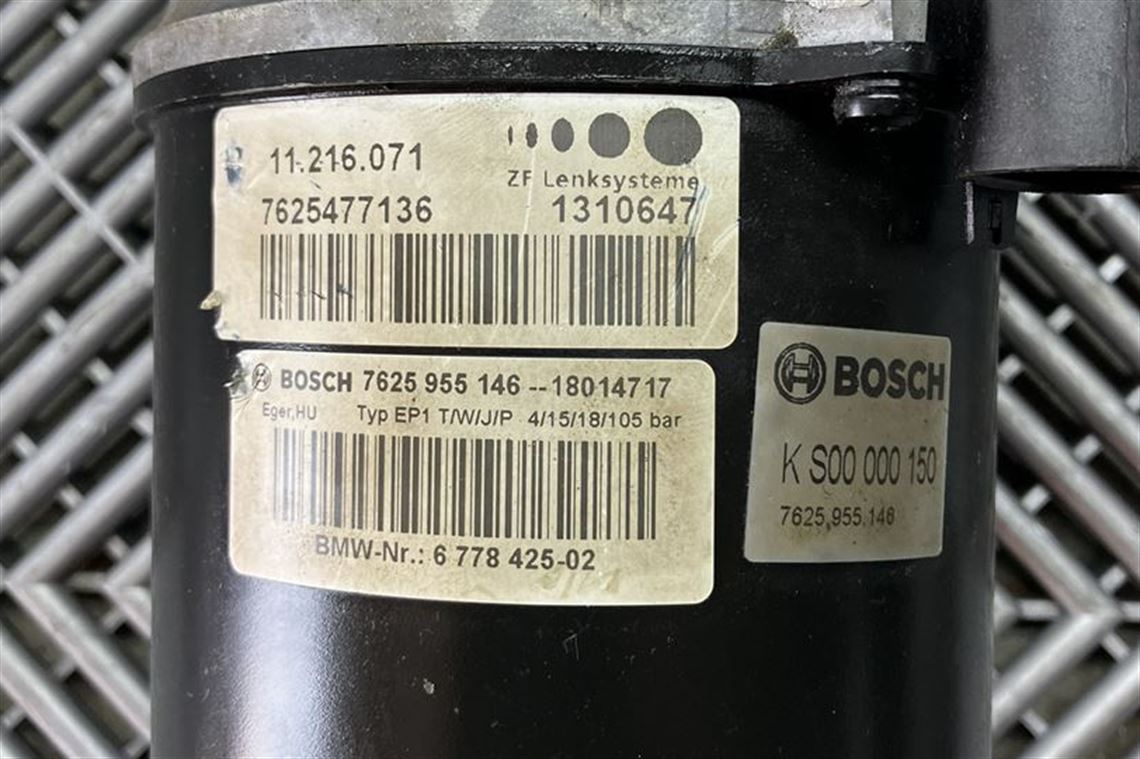 11.216.071
ZF Lenksysteme
7625477136 1310647
BOSCH 7625 955 146--18014717
Eger,HU Typ EP1 T/W/J/P 4/15/18/105 bar
BMW-Nr.: 6 778 425-02
BOSCH
K S00 000 150
7625.955.146